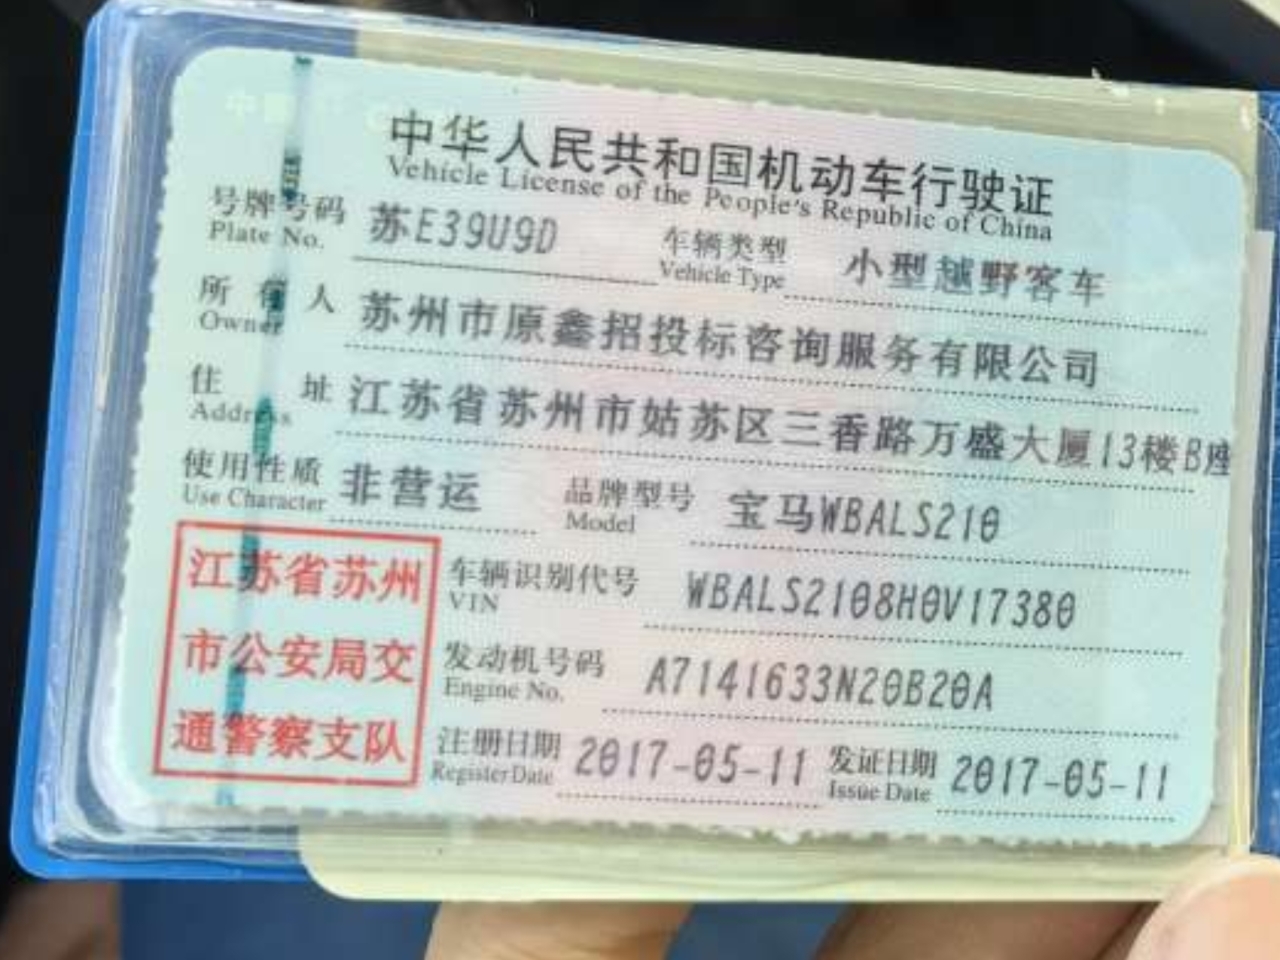 中华人民共和国机动车行驶证
Vehicle License of the People's Republic of China
号牌号码 苏E39U9D 车辆类型 小型越野客车
Plate No. Vehicle Type
所有人 苏州市原鑫招投标咨询服务有限公司
Owner
住址 江苏省苏州市姑苏区三香路万盛大厦13楼B座
Address
使用性质 非营运 品牌型号 宝马WBALS210
Use Character Model
江苏省苏州
市公安局交
通警察支队
车辆识别代号 WBALS2108H0V17380
VIN
发动机号码 A7141633N20B20A
Engine No.
注册日期 2017-05-11 发证日期 2017-05-11
Register Date Issue Date